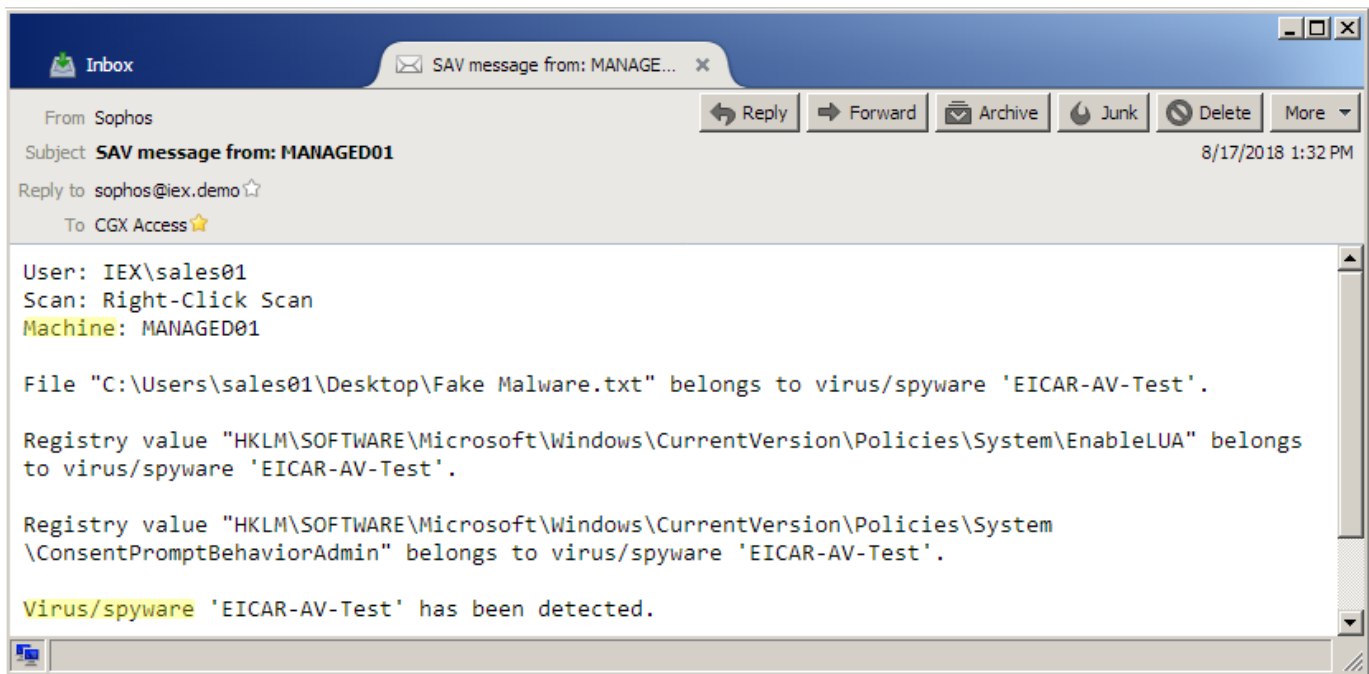 Inbox
SAV message from: MANAGE...
From Sophos
Reply
Forward
Archive
Junk
Delete
More
Subject SAV message from: MANAGED01
8/17/2018 1:32 PM
Reply to sophos@iex.demo
To CGX Access
User: IEX\sales01
Scan: Right-Click Scan
Machine: MANAGED01
File "C:\Users\sales01\Desktop\Fake Malware.txt" belongs to virus/spyware 'EICAR-AV-Test'.
Registry value "HKLM\SOFTWARE\Microsoft\Windows\CurrentVersion\Policies\System\EnableLUA" belongs
to virus/spyware 'EICAR-AV-Test'.
Registry value "HKLM\SOFTWARE\Microsoft\Windows\CurrentVersion\Policies\System
\ConsentPromptBehaviorAdmin" belongs to virus/spyware 'EICAR-AV-Test'.
Virus/spyware 'EICAR-AV-Test' has been detected.